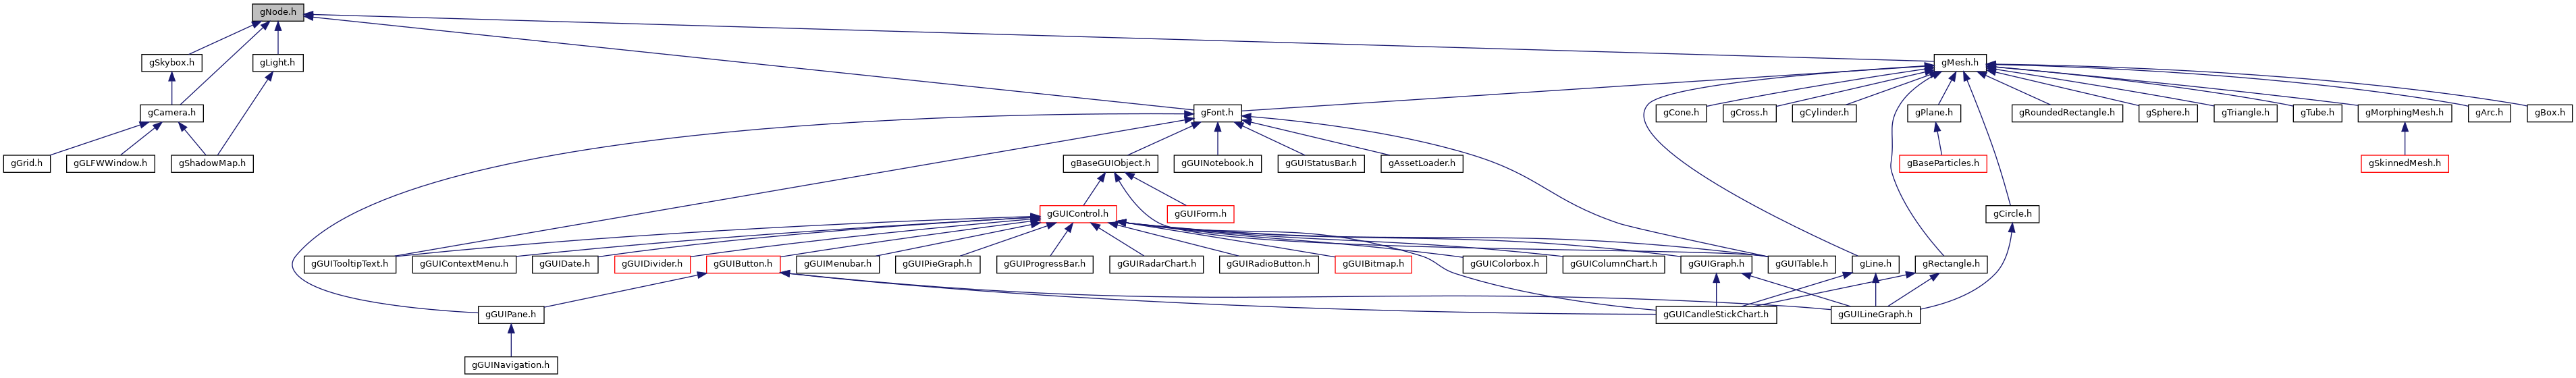 gNode.h
gSkybox.h
gLight.h
gMesh.h
gCamera.h
gFont.h
gCone.h
gCross.h
gCylinder.h
gPlane.h
gRoundedRectangle.h
gSphere.h
gTriangle.h
gTube.h
gMorphingMesh.h
gArc.h
gBox.h
gGrid.h
gGLFWWindow.h
gShadowMap.h
gBaseGUIObject.h
gGUINotebook.h
gGUIStatusBar.h
gAssetLoader.h
gBaseParticles.h
gSkinnedMesh.h
gGUIControl.h
gGUIForm.h
gCircle.h
gGUITooltipText.h
gGUIContextMenu.h
gGUIDate.h
gGUIDivider.h
gGUIButton.h
gGUIMenubar.h
gGUIPieGraph.h
gGUIProgressBar.h
gGUIRadarChart.h
gGUIRadioButton.h
gGUIBitmap.h
gGUIColorbox.h
gGUIColumnChart.h
gGUIGraph.h
gGUITable.h
gLine.h
gRectangle.h
gGUIPane.h
gGUICandleStickChart.h
gGUILineGraph.h
gGUINavigation.h